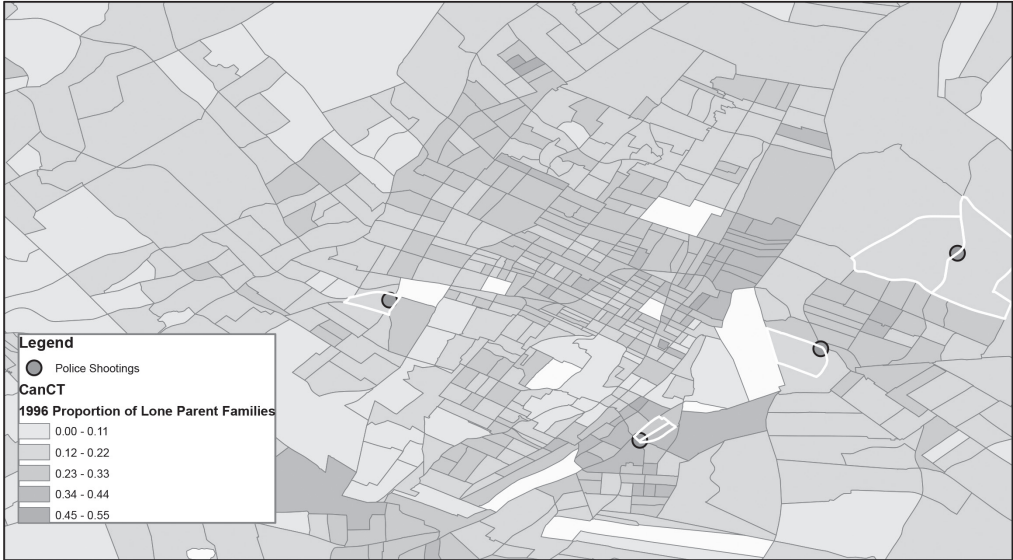 Legend
Police Shootings
CanCT
1996 Proportion of Lone Parent Families
0.00 - 0.11
0.12 - 0.22
0.23 - 0.33
0.34 - 0.44
0.45 - 0.55